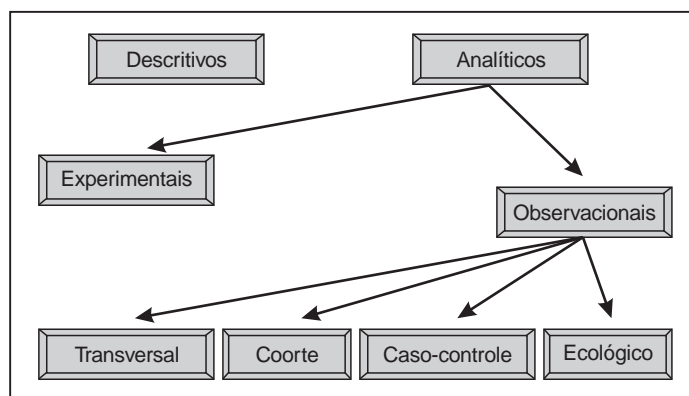 Descritivos
Analíticos
Experimentais
Observacionais
Transversal
Coorte
Caso-controle
Ecológico